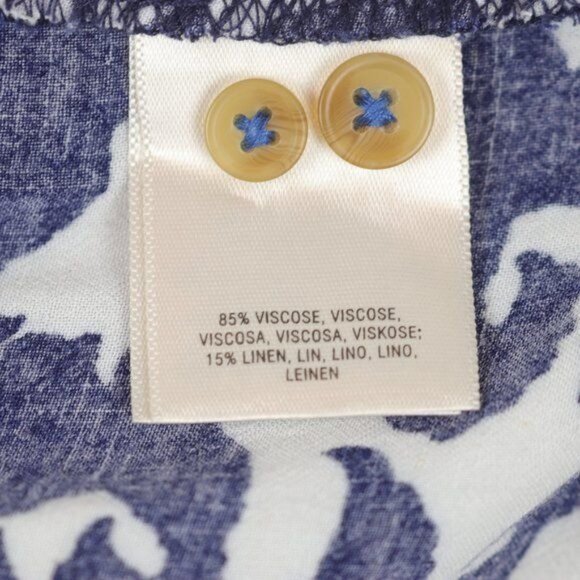 85% VISCOSE, VISCOSE,
VISCOSA, VISCOSA, VISKOSE;
15% LINEN, LIN, LINO, LINO,
LEINEN